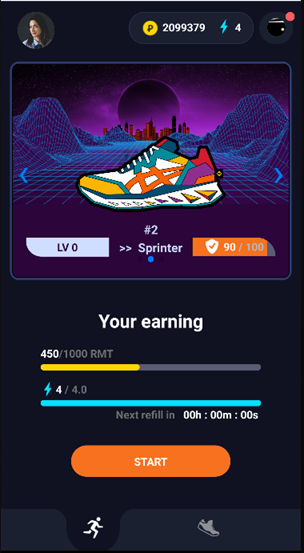 2099379 4
#2
LV 0 >> Sprinter 90 / 100
Your earning
450/1000 RMT
4 / 4.0
Next refill in 00h : 00m : 00s
START